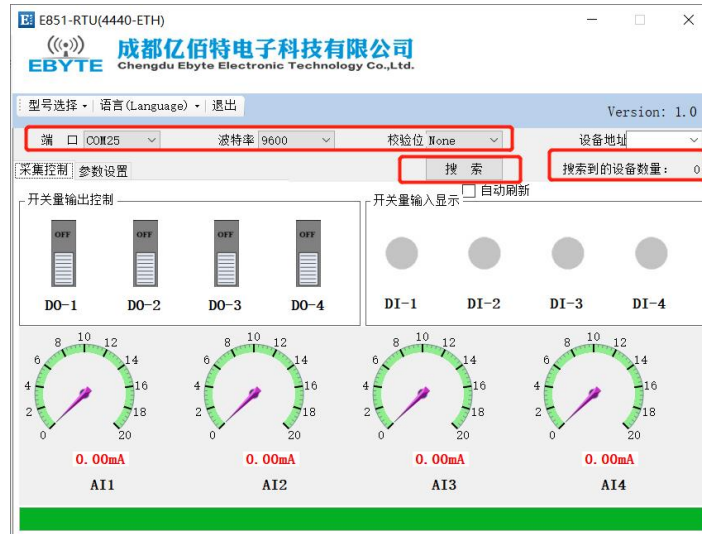 E851-RTU(4440-ETH)
EBYTE
成都亿佰特电子科技有限公司
Chengdu Ebyte Electronic Technology Co.,Ltd.
型号选择 语言(Language) 退出
Version: 1.0
端 口 COM25 波特率 9600 校验位 None 设备地址
采集控制 参数设置 搜 索 搜索到的设备数量： 0
自动刷新
开关量输出控制 开关量输入显示
OFF OFF OFF OFF
DO-1 DO-2 DO-3 DO-4 DI-1 DI-2 DI-3 DI-4
0 2 4 6 8 10 12 14 16 18 20
0 2 4 6 8 10 12 14 16 18 20
0 2 4 6 8 10 12 14 16 18 20
0 2 4 6 8 10 12 14 16 18 20
0.00mA 0.00mA 0.00mA 0.00mA
AI1 AI2 AI3 AI4